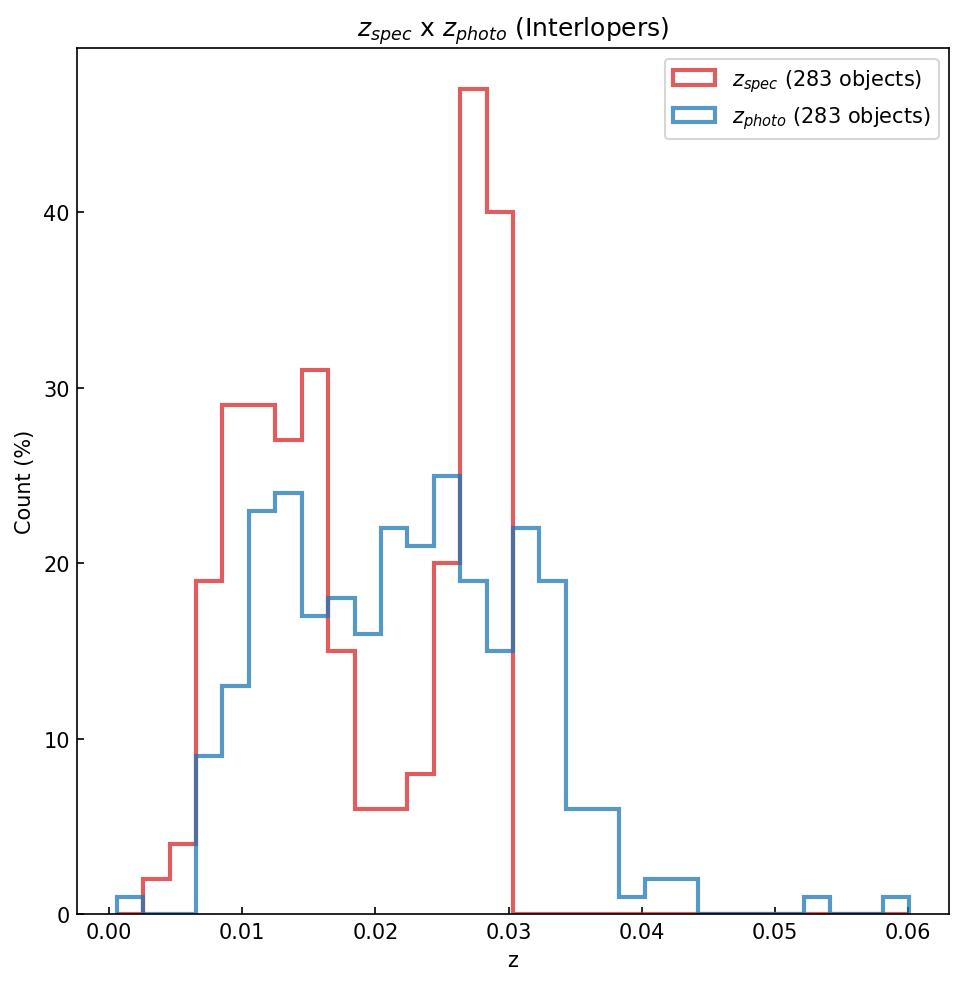 z_spec x z_photo (Interlopers)
z_spec (283 objects)
z_photo (283 objects)
Count (%)
40
30
20
10
0
0.00 0.01 0.02 0.03 0.04 0.05 0.06
z